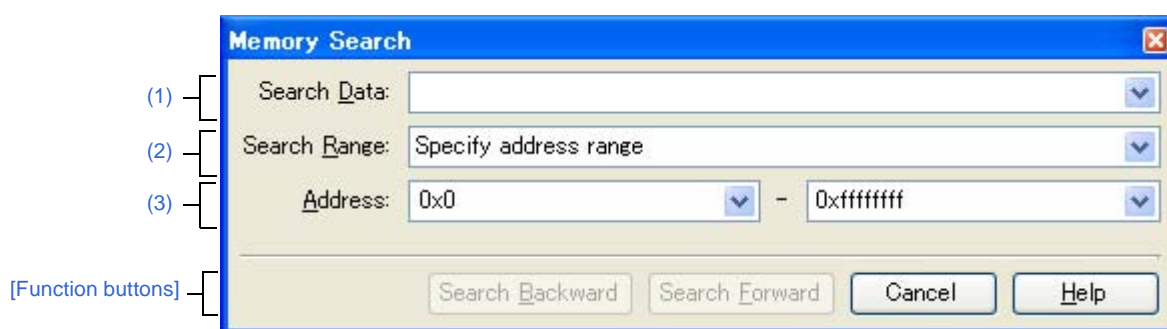 Memory Search
(1) Search Data:
(2) Search Range: Specify address range
(3) Address: 0x0 - 0xffffffff
[Function buttons] Search Backward Search Forward Cancel Help